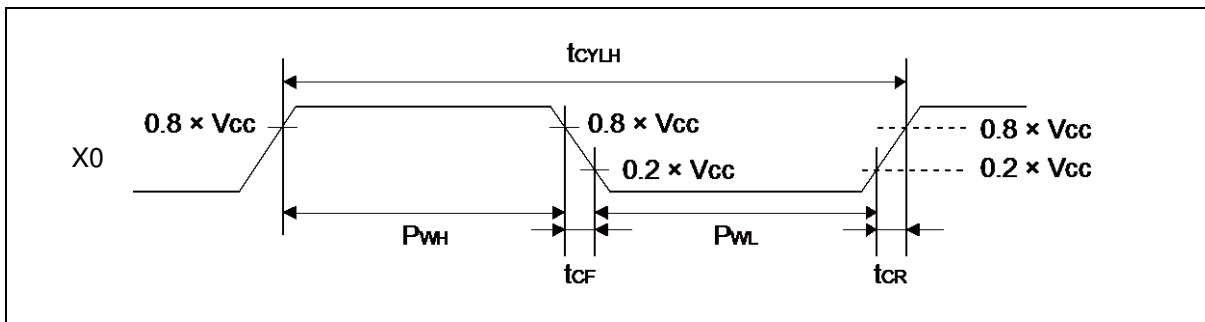 tCYLH
0.8 × Vcc
0.8 × Vcc
0.8 × Vcc
X0
0.2 × Vcc
0.2 × Vcc
PWH
PWL
tCF
tCR